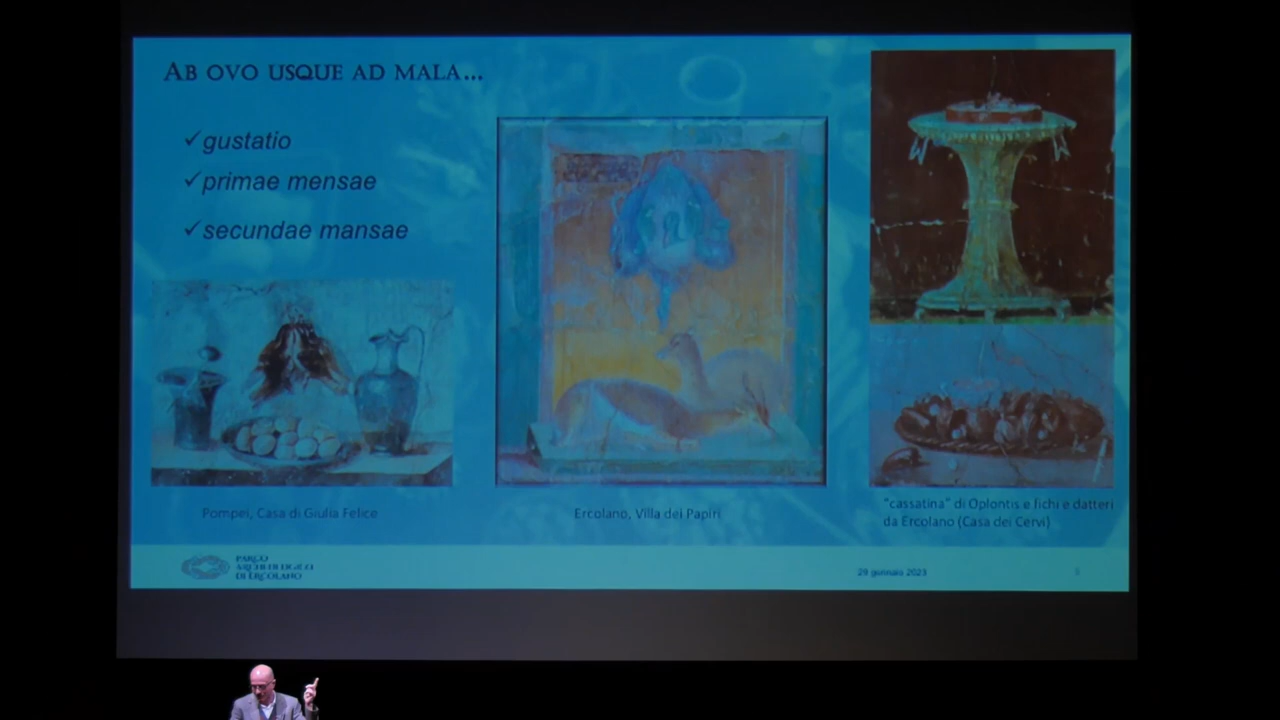 AB OVO USQUE AD MALA...
✓gustatio
✓primae mensae
✓secundae mansae
Pompei, Casa di Giulia Felice
Ercolano, Villa dei Papiri
"cassatina" di Oplontis e fichi e datteri
da Ercolano (Casa dei Cervi)
PARCO
ARCHEOLOGICO
DI ERCOLANO
29 gennaio 2023